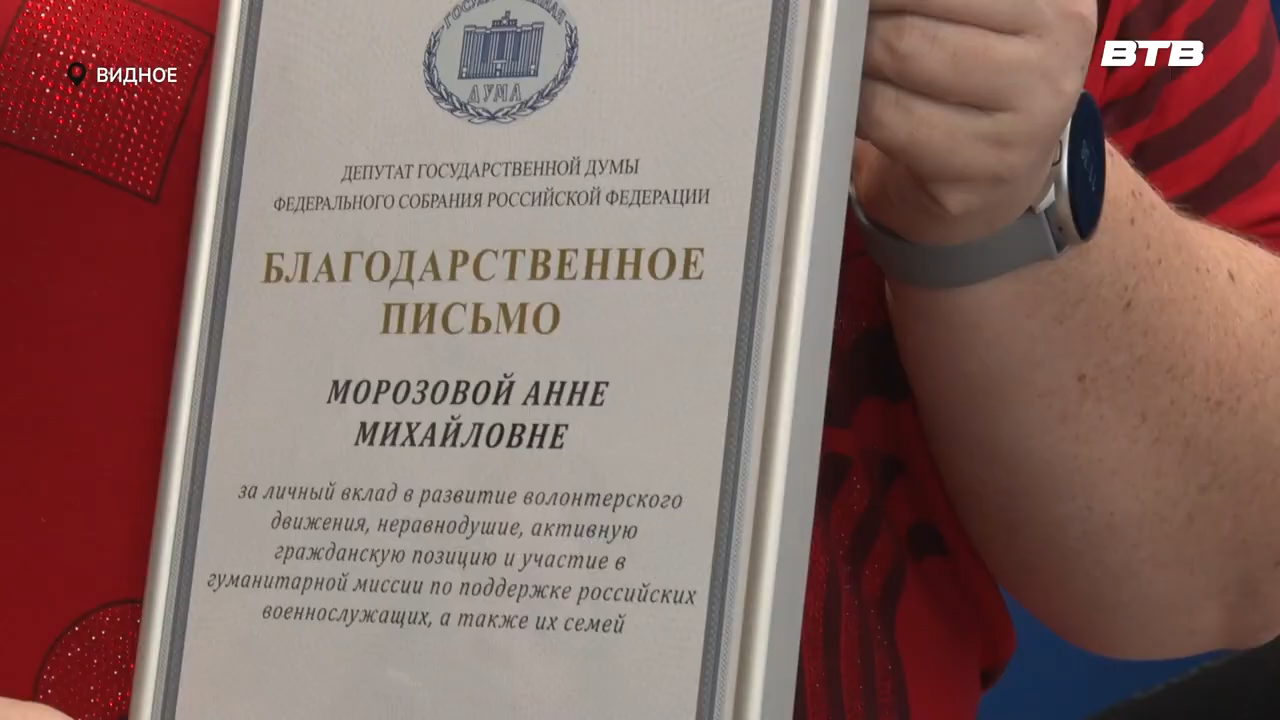 ВИДНОЕ
ВТВ
ГОСУДАРСТВЕННАЯ
ДУМА
ДЕПУТАТ ГОСУДАРСТВЕННОЙ ДУМЫ
ФЕДЕРАЛЬНОГО СОБРАНИЯ РОССИЙСКОЙ ФЕДЕРАЦИИ
БЛАГОДАРСТВЕННОЕ
ПИСЬМО
МОРОЗОВОЙ АННЕ
МИХАЙЛОВНЕ
за личный вклад в развитие волонтерского
движения, неравнодушие, активную
гражданскую позицию и участие в
гуманитарной миссии по поддержке российских
военнослужащих, а также их семей